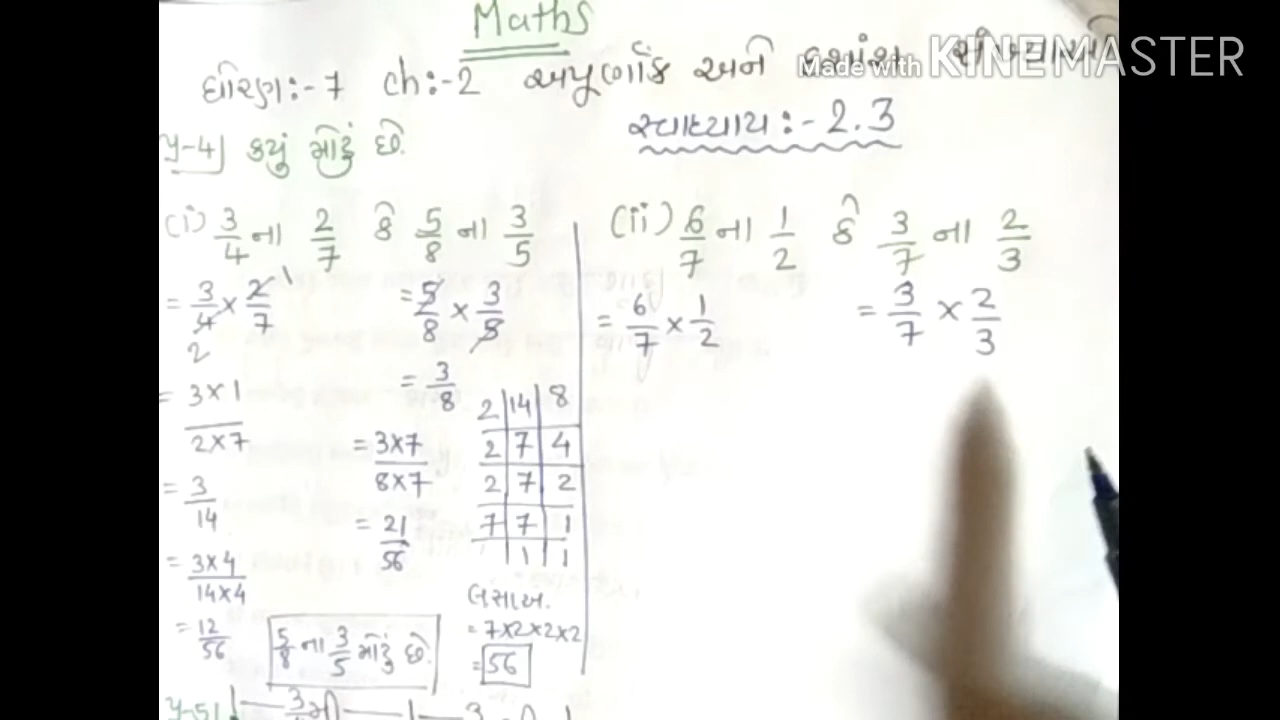 Maths
ધોરણ:-7 ch:-2 અપૂર્ણાંક અને દશાંશ
Made with KINEMASTER
સ્વાધ્યાય:-2.3
પ્ર-4) કયું મોટું છે.
(i) 3/4 ના 2/7 કે 5/8 ના 3/5
= 3/4 × 2/7 1
2
= 3×1/2×7
= 3/14
= 3×4/14×4
= 12/56
= 5/8 × 3/5
= 3/8
= 3×7/8×7
= 21/56
2 | 14 | 8
2 | 7 | 4
2 | 7 | 2
7 | 7 | 1
| 1 | 1
લસાઅ.
= 7×2×2×2
= 56
5/8 ના 3/5 મોટું છે.
(ii) 6/7 ના 1/2 કે 3/7 ના 2/3
= 6/7 × 1/2
= 3/7 × 2/3
પ્ર-5)